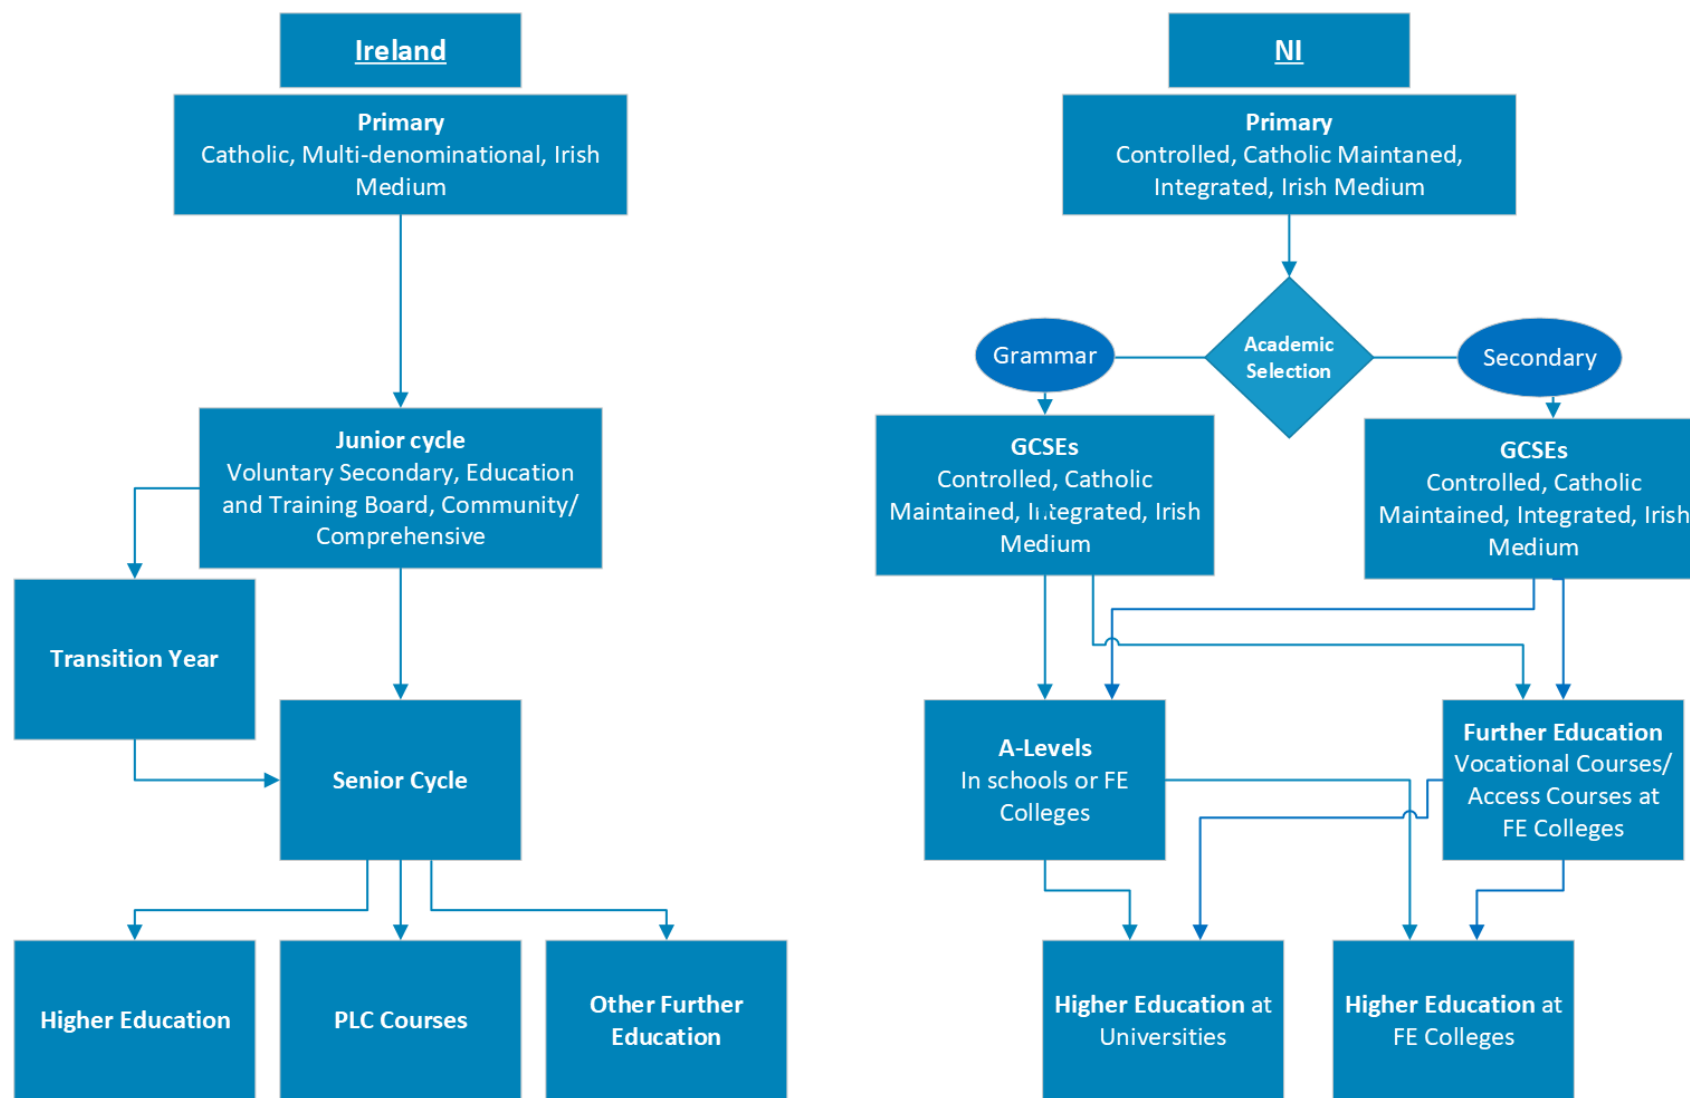 Ireland
Primary
Catholic, Multi-denominational, Irish
Medium
Junior cycle
Voluntary Secondary, Education
and Training Board, Community/
Comprehensive
Transition Year
Senior Cycle
Higher Education
PLC Courses
Other Further
Education
NI
Primary
Controlled, Catholic Maintaned,
Integrated, Irish Medium
Academic
Selection
Grammar
Secondary
GCSEs
Controlled, Catholic
Maintained, Integrated, Irish
Medium
GCSEs
Controlled, Catholic
Maintained, Integrated, Irish
Medium
A-Levels
In schools or FE
Colleges
Further Education
Vocational Courses/
Access Courses at
FE Colleges
Higher Education at
Universities
Higher Education at
FE Colleges